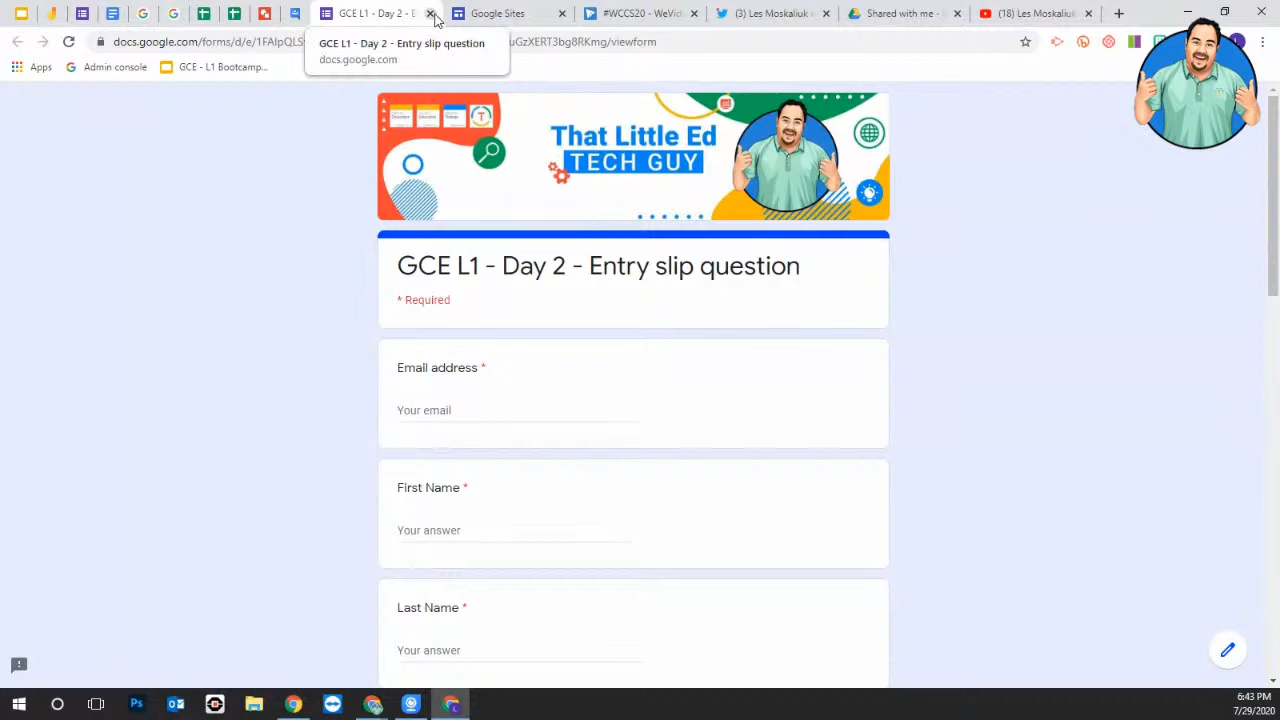 GCE L1 - Day 2 - E
Google Sites
#WCCS20 - WeVid
(3) Les Moskaliuk
Shared with me -
(18) Les Moskaliuk
docs.google.com/forms/d/e/1FAIpCLS
uGzXERT3bg8RKmg/viewform
GCE L1 - Day 2 - Entry slip question
docs.google.com
Apps
Admin console
GCE - L1 Bootcamp...
That Little Ed
TECH GUY
GCE L1 - Day 2 - Entry slip question
* Required
Email address *
Your email
First Name *
Your answer
Last Name *
Your answer
6:43 PM
7/29/2020